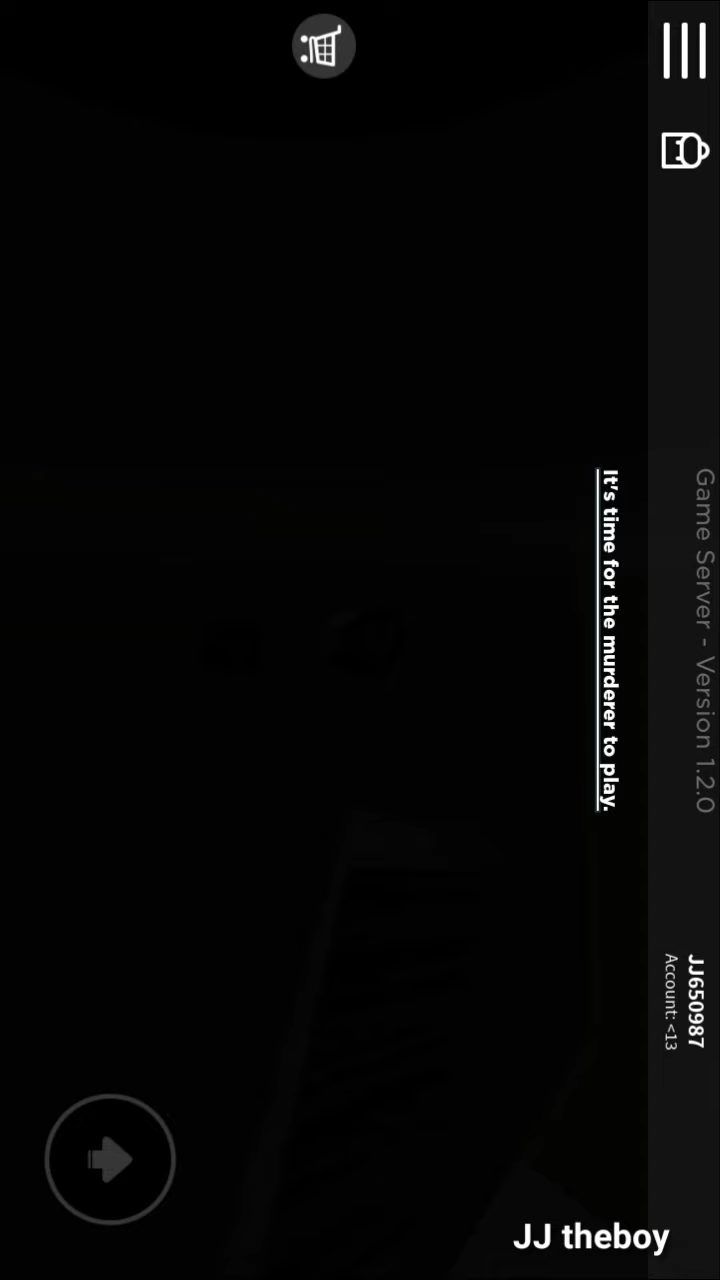 Game Server - Version 1.2.0
JJ650987
Account: <13
It's time for the murderer to play.
JJ theboy